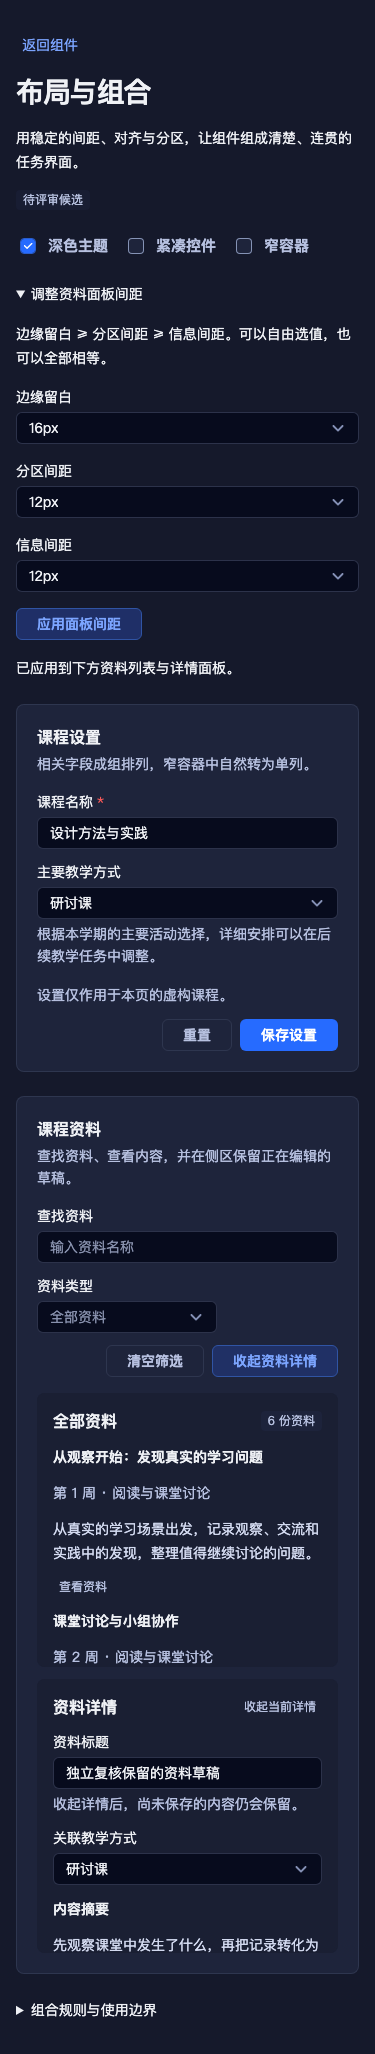 返回组件
布局与组合
用稳定的间距、对齐与分区，让组件组成清楚、连贯的
任务界面。
待评审候选
深色主题 紧凑控件 窄容器
▼ 调整资料面板间距
边缘留白 ⩾ 分区间距 ⩾ 信息间距。可以自由选值，也
可以全部相等。
边缘留白
16px
分区间距
12px
信息间距
12px
应用面板间距
已应用到下方资料列表与详情面板。
课程设置
相关字段成组排列，窄容器中自然转为单列。
课程名称 *
设计方法与实践
主要教学方式
研讨课
根据本学期的主要活动选择，详细安排可以在后
续教学任务中调整。
设置仅作用于本页的虚构课程。
重置 保存设置
课程资料
查找资料、查看内容，并在侧区保留正在编辑的
草稿。
查找资料
输入资料名称
资料类型
全部资料
清空筛选 收起资料详情
全部资料 6 份资料
从观察开始：发现真实的学习问题
第 1 周 · 阅读与课堂讨论
从真实的学习场景出发，记录观察、交流和
实践中的发现，整理值得继续讨论的问题。
查看资料
课堂讨论与小组协作
第 2 周 · 阅读与课堂讨论
资料详情 收起当前详情
资料标题
独立复核保留的资料草稿
收起详情后，尚未保存的内容仍会保留。
关联教学方式
研讨课
内容摘要
先观察课堂中发生了什么，再把记录转化为
▶ 组合规则与使用边界